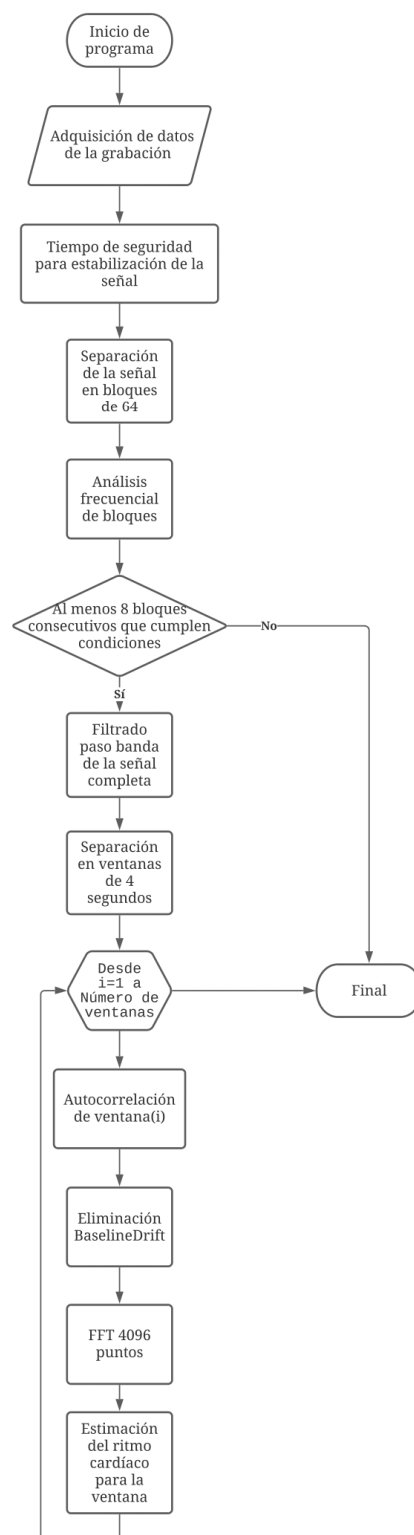 Inicio de
programa
Adquisición de datos
de la grabación
Tiempo de seguridad
para estabilización de la
señal
Separación
de la señal
en bloques
de 64
Análisis
frecuencial
de bloques
Al menos 8 bloques
consecutivos que cumplen
condiciones
No
Sí
Filtrado
paso banda
de la señal
completa
Separación
en ventanas
de 4
segundos
Desde
i=1 a
Número de
ventanas
Final
Autocorrelación
de ventana(i)
Eliminación
BaselineDrift
FFT 4096
puntos
Estimación
del ritmo
cardíaco
para la
ventana